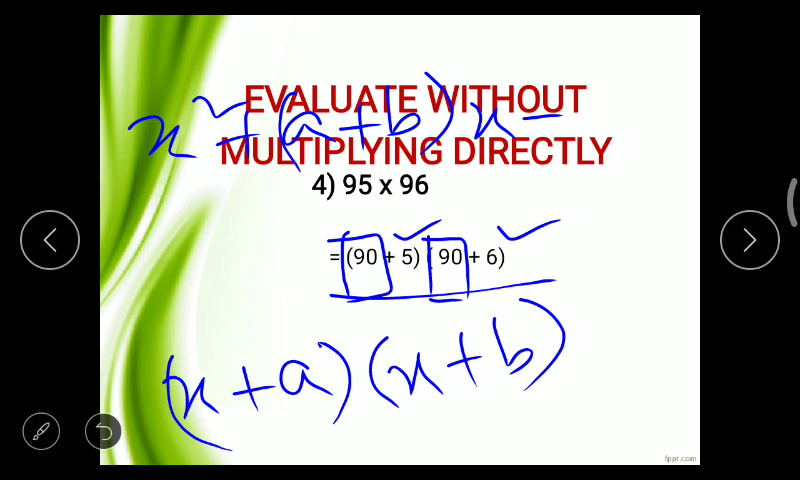 EVALUATE WITHOUT
x² + (a+b)x –
MULTIPLYING DIRECTLY
4) 95 x 96
= (90 + 5) ( 90 + 6)
(x + a) (x + b)
fppt.com